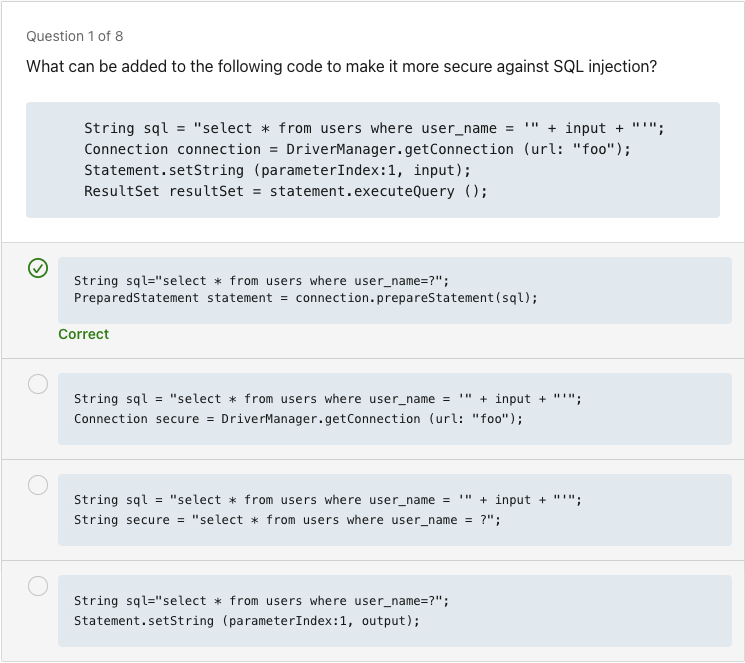 Question 1 of 8
What can be added to the following code to make it more secure against SQL injection?
String sql = "select * from users where user_name = '" + input + "'";
Connection connection = DriverManager.getConnection (url: "foo");
Statement.setString (parameterIndex:1, input);
ResultSet resultSet = statement.executeQuery ();
String sql="select * from users where user_name=?";
PreparedStatement statement = connection.prepareStatement(sql);
Correct
String sql = "select * from users where user_name = '" + input + "'";
Connection secure = DriverManager.getConnection (url: "foo");
String sql = "select * from users where user_name = '" + input + "'";
String secure = "select * from users where user_name = ?";
String sql="select * from users where user_name=?";
Statement.setString (parameterIndex:1, output);